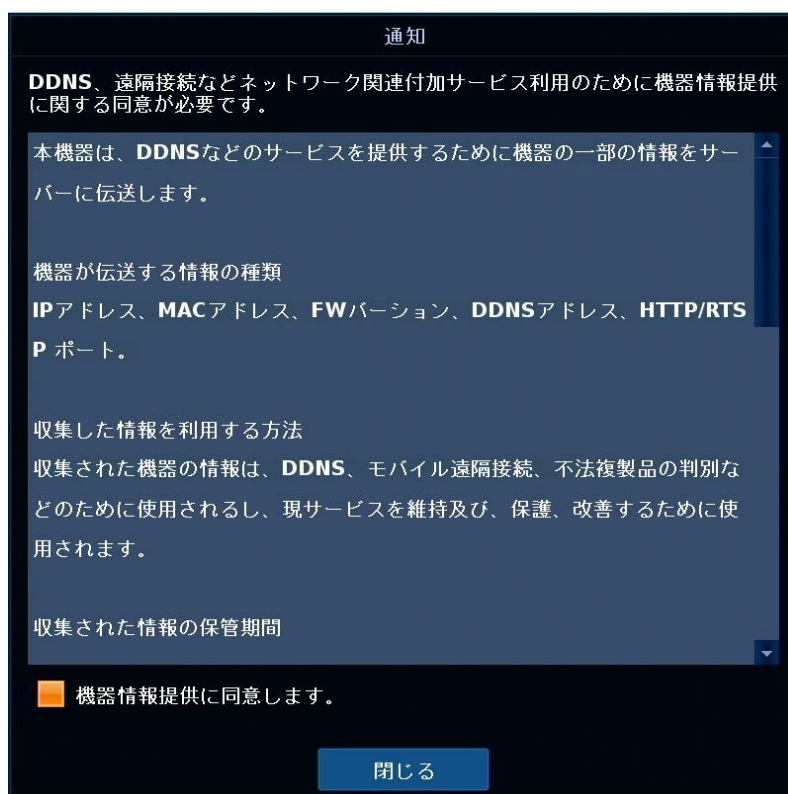 通知
DDNS、遠隔接続などネットワーク関連付加サービス利用のために機器情報提供
に関する同意が必要です。
本機器は、DDNSなどのサービスを提供するために機器の一部の情報をサー
バーに伝送します。
機器が伝送する情報の種類
IPアドレス、MACアドレス、FWバーション、DDNSアドレス、HTTP/RTS
P ポート。
収集した情報を利用する方法
収集された機器の情報は、DDNS、モバイル遠隔接続、不法複製品の判別な
どのために使用されるし、現サービスを維持及び、保護、改善するために使
用されます。
収集された情報の保管期間
機器情報提供に同意します。
閉じる